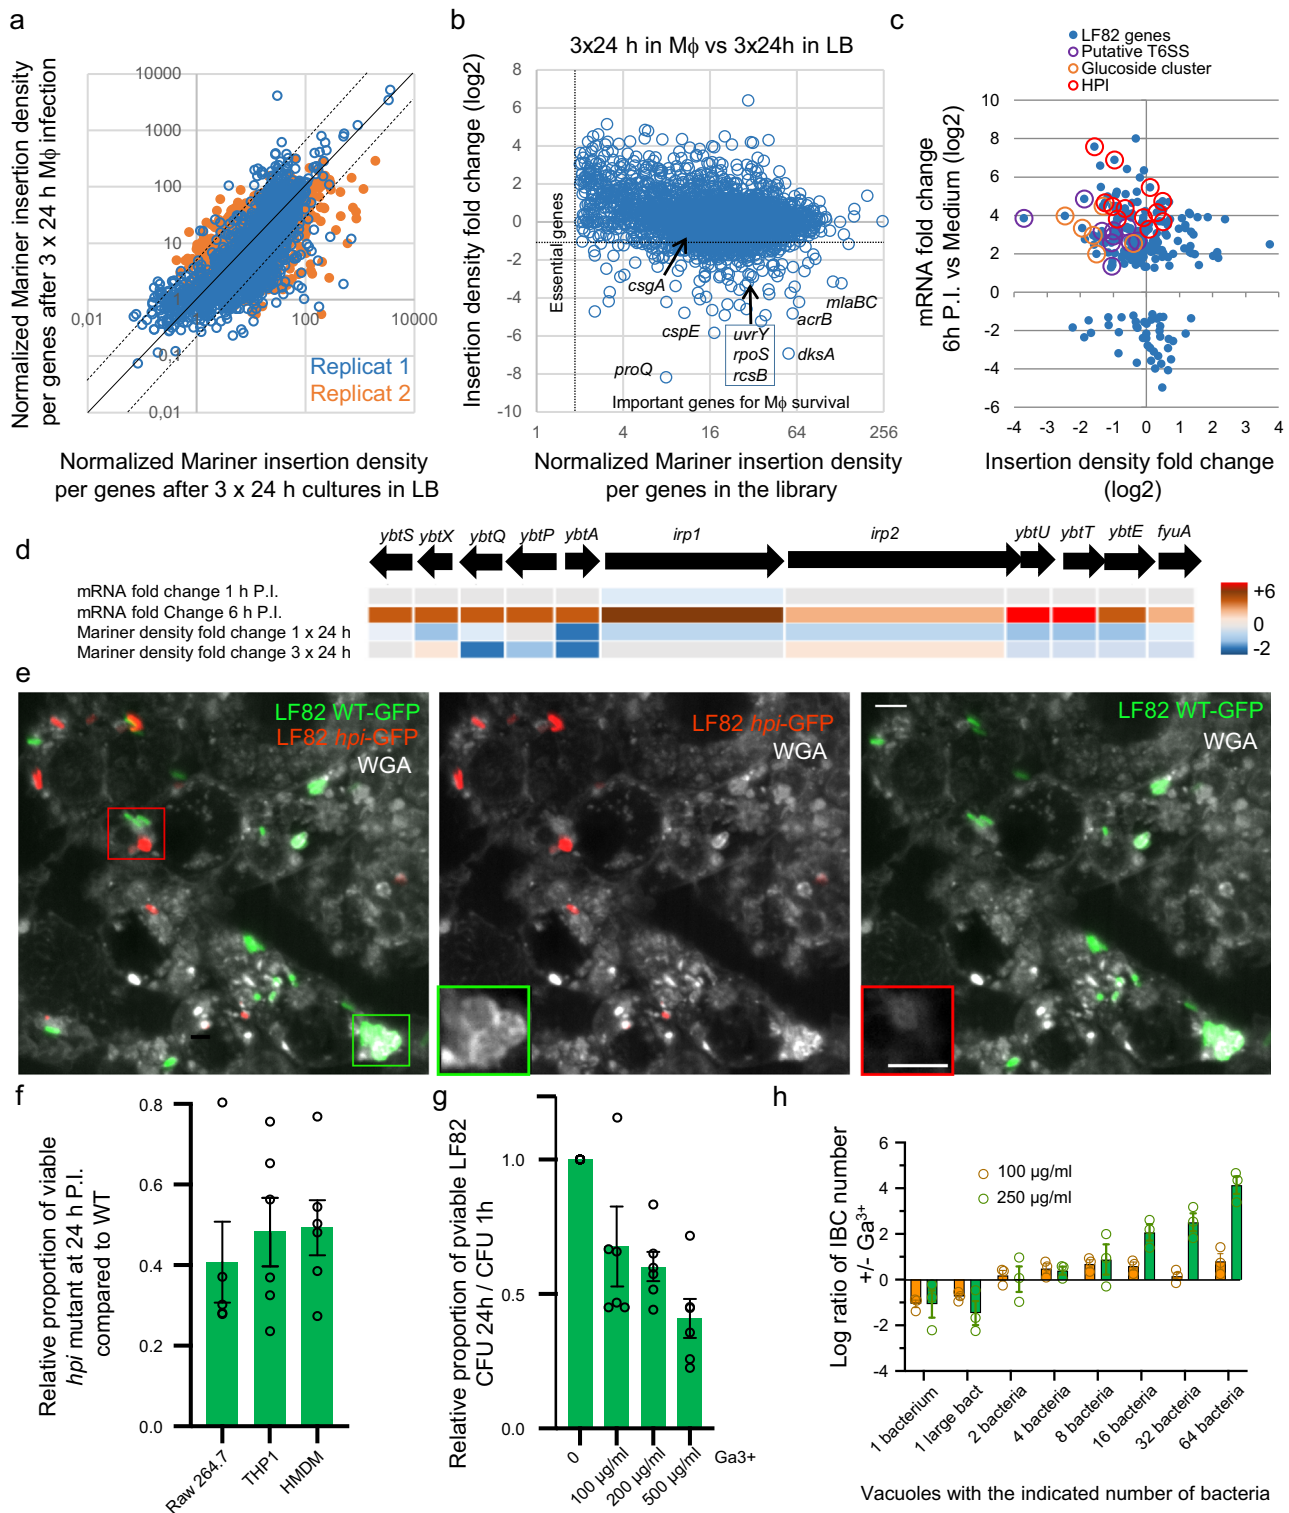 a
Normalized Mariner insertion density
per genes after 3 x 24 h Mϕ infection
10000
1000
100
10
1
0,1
0,01
0,01
1
100
10000
Replicat 1
Replicat 2
Normalized Mariner insertion density
per genes after 3 x 24 h cultures in LB
b
3x24 h in Mϕ vs 3x24h in LB
Insertion density fold change (log2)
8
6
4
2
0
-2
-4
-6
-8
-10
Essential genes
csgA
cspE
proQ
uvrY
rpoS
rcsB
acrB
dksA
mlaBC
Important genes for Mϕ survival
1
4
16
64
256
Normalized Mariner insertion density
per genes in the library
c
LF82 genes
Putative T6SS
Glucoside cluster
HPI
mRNA fold change
6h P.I. vs Medium (log2)
10
8
6
4
2
0
-2
-4
-6
-4
-3
-2
-1
0
1
2
3
4
Insertion density fold change
(log2)
d
ybtS
ybtX
ybtQ
ybtP
ybtA
irp1
irp2
ybtU
ybtT
ybtE
fyuA
mRNA fold change 1 h P.I.
mRNA fold Change 6 h P.I.
Mariner density fold change 1 x 24 h
Mariner density fold change 3 x 24 h
+6
0
-2
e
LF82 WT-GFP
LF82 hpi-GFP
WGA
LF82 hpi-GFP
WGA
LF82 WT-GFP
WGA
f
Relative proportion of viable
hpi mutant at 24 h P.I.
compared to WT
0.8
0.6
0.4
0.2
0.0
Raw 264.7
THP1
HMDM
g
Relative proportion of pviable LF82
CFU 24h / CFU 1h
1.0
0.5
0.0
0
100 µg/ml
200 µg/ml
500 µg/ml
Ga3+
h
Log ratio of IBC number
+/- Ga3+
6
4
2
0
-2
-4
100 µg/ml
250 µg/ml
1 bacterium
1 large bact
2 bacteria
4 bacteria
8 bacteria
16 bacteria
32 bacteria
64 bacteria
Vacuoles with the indicated number of bacteria